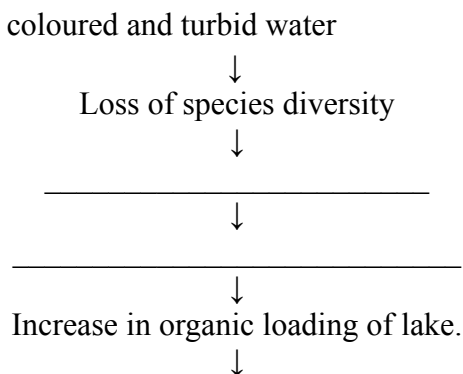 coloured and turbid water
↓
Loss of species diversity
↓
↓
↓
Increase in organic loading of lake.
↓